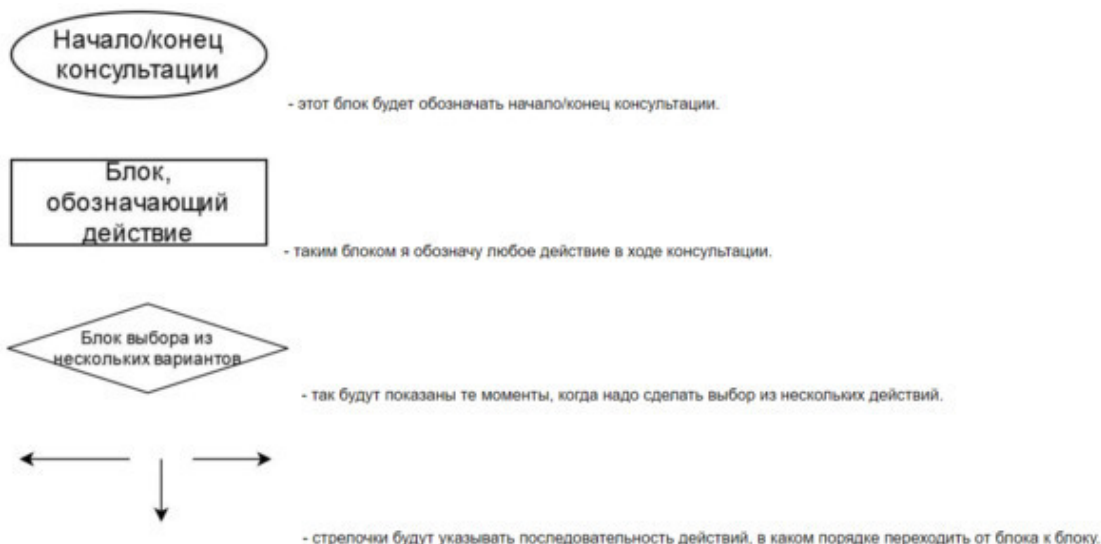 Начало/конец
консультации
- этот блок будет обозначать начало/конец консультации.
Блок,
обозначающий
действие
- таким блоком я обозначу любое действие в ходе консультации.
Блок выбора из
нескольких вариантов
- так будут показаны те моменты, когда надо сделать выбор из нескольких действий.
- стрелочки будут указывать последовательность действий, в каком порядке переходить от блока к блоку.